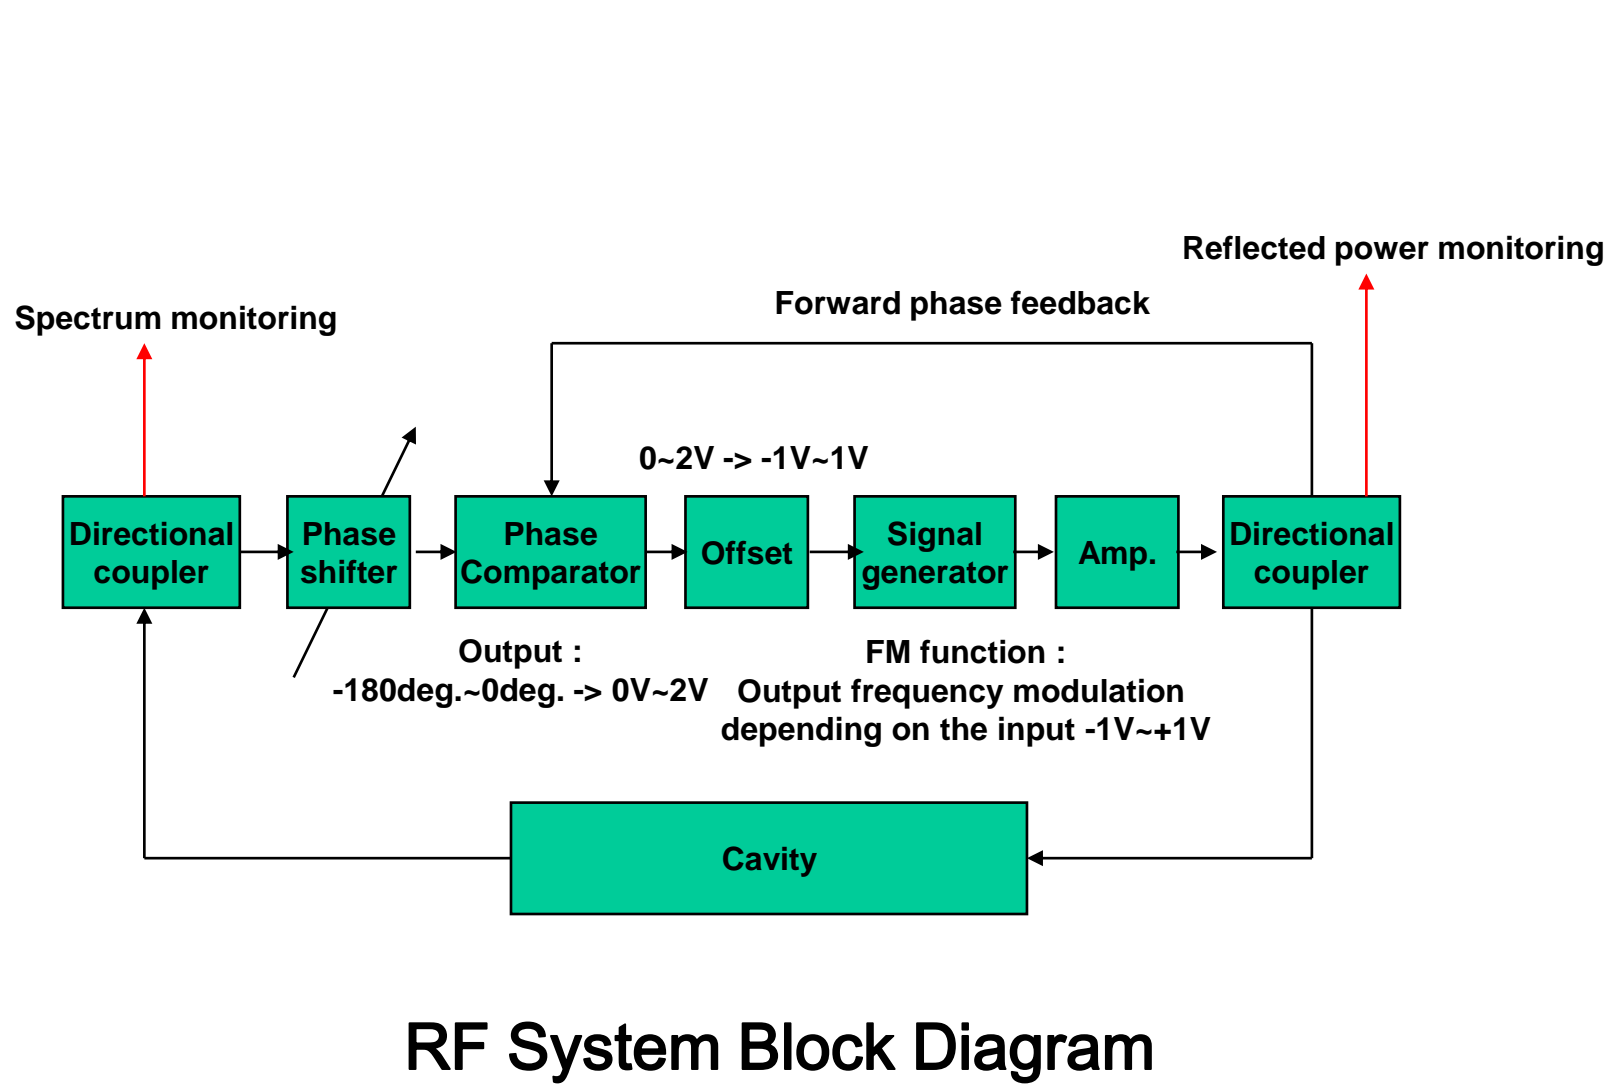 Reflected power monitoring
Forward phase feedback
Spectrum monitoring
0~2V -> -1V~1V
Directional
coupler
Phase
shifter
Phase
Comparator
Offset
Signal
generator
Amp.
Directional
coupler
Output :
-180deg.~0deg. -> 0V~2V
FM function :
Output frequency modulation
depending on the input -1V~+1V
Cavity
RF System Block Diagram